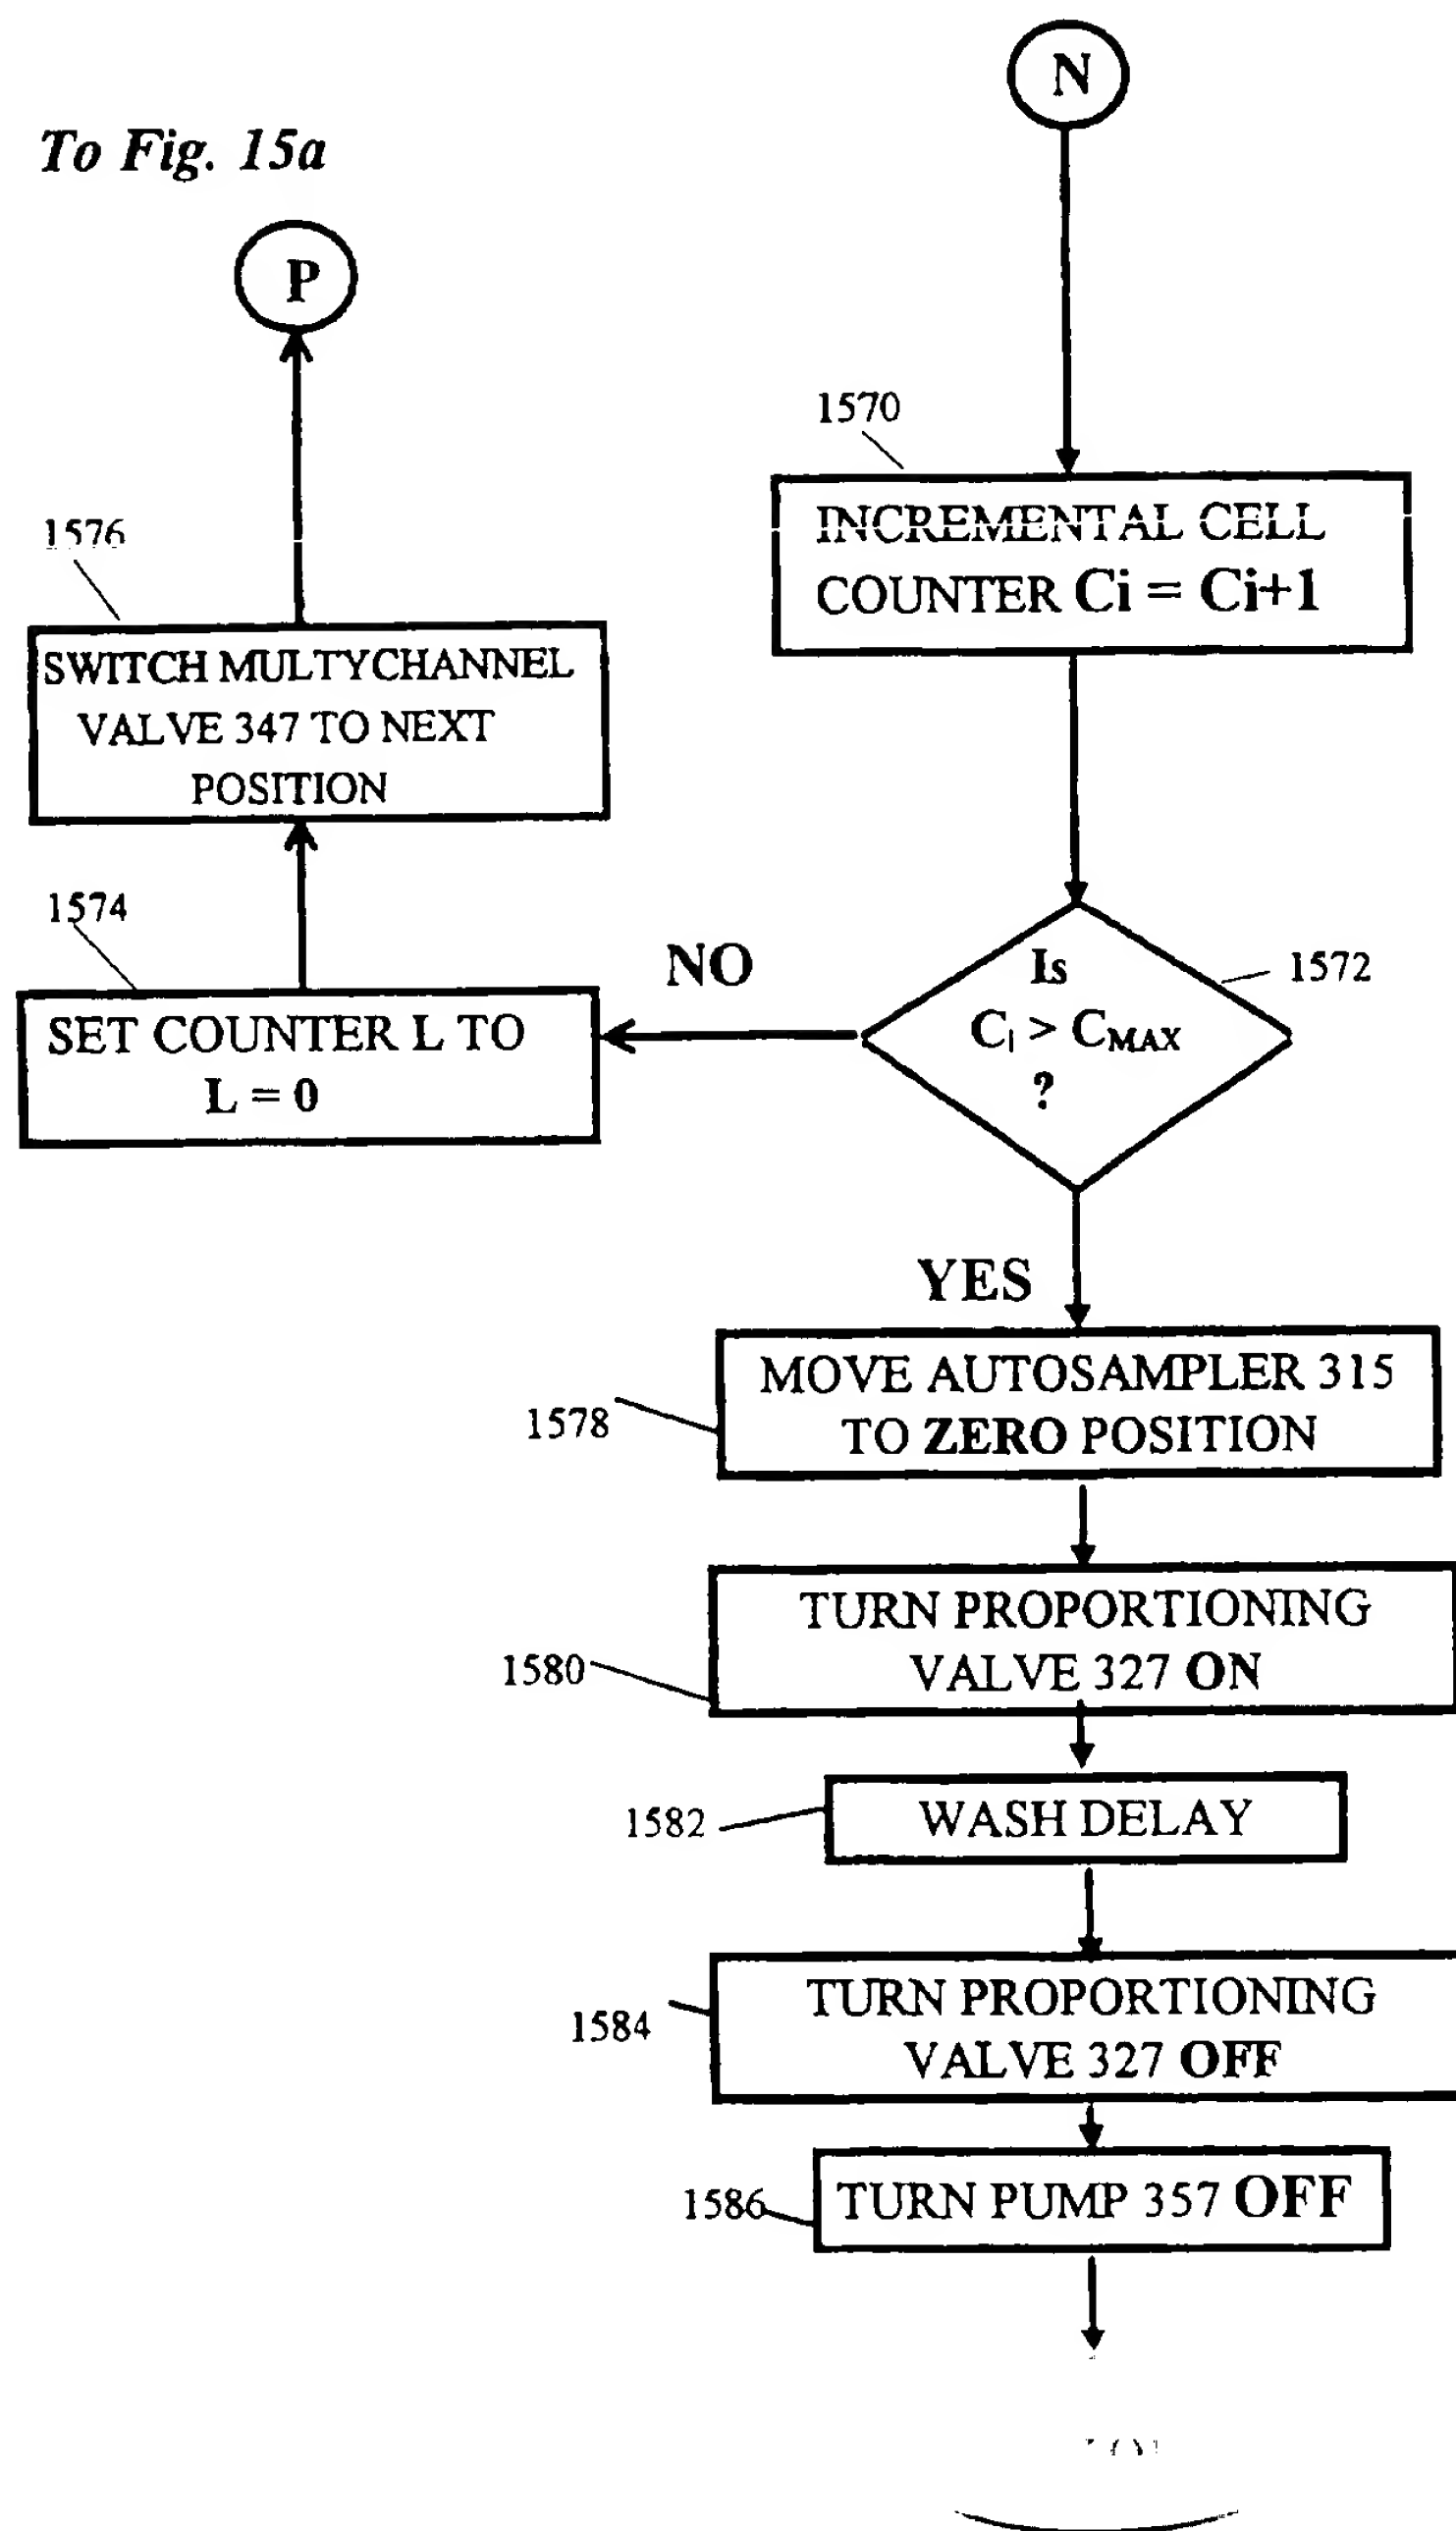 N
To Fig. 15a
P
1570
INCREMENTAL CELL
COUNTER Ci = Ci+1
1576
SWITCH MULTYCHANNEL
VALVE 347 TO NEXT
POSITION
1574
SET COUNTER L TO
L = 0
NO
Is
Ci > CMAX
?
1572
YES
MOVE AUTOSAMPLER 315
TO ZERO POSITION
1578
TURN PROPORTIONING
VALVE 327 ON
1580
WASH DELAY
1582
TURN PROPORTIONING
VALVE 327 OFF
1584
TURN PUMP 357 OFF
1586